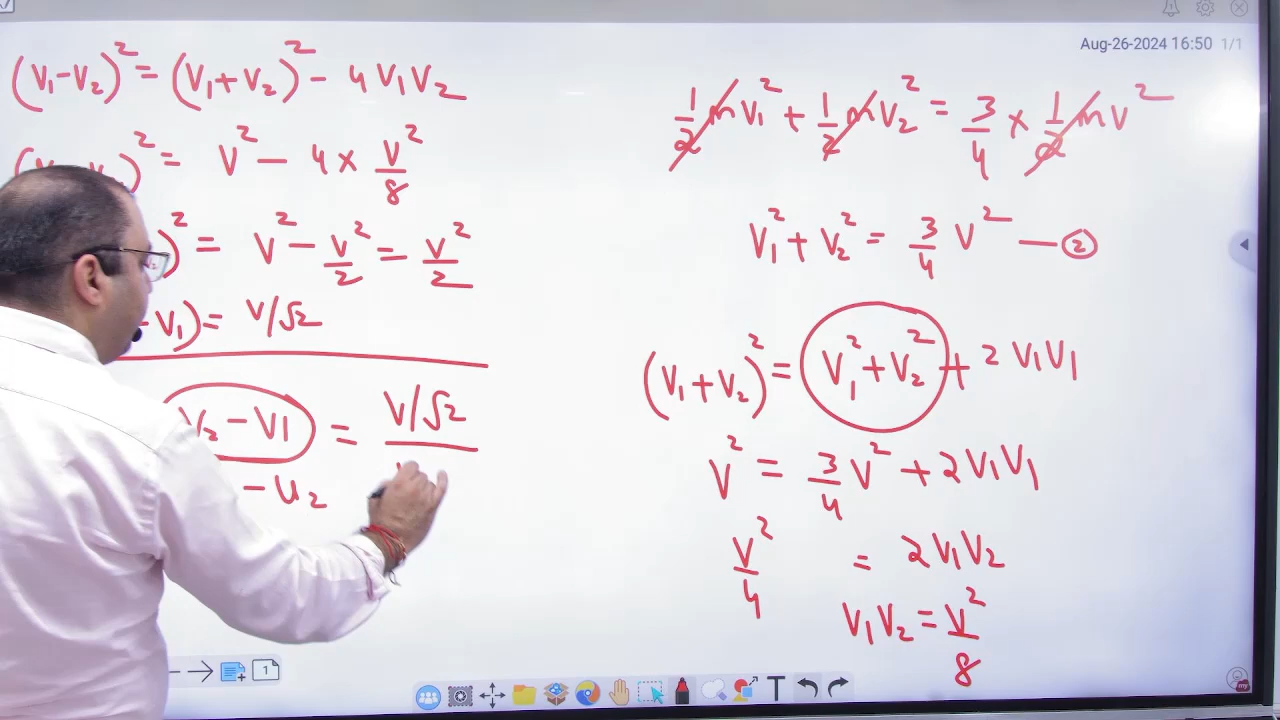 Aug-26-2024 16:50 1/1
(V₁-V₂)² = (V₁+V₂)² - 4V₁V₂
)² = V² - 4 × V²/8
)² = V² - V²/2 = V²/2
-V₁) = V/√2
V₂ - V1 = V/√2
- u₂
1/2 mV₁² + 1/2 mV₂² = 3/4 × 1/2 mV²
V₁² + V₂² = 3/4 V² — ②
(V₁+V₂)² = V₁² + V₂² + 2V₁V₁
V² = 3/4 V² + 2V₁V₁
V²/4 = 2V₁V₂
V₁V₂ = V²/8
1
T